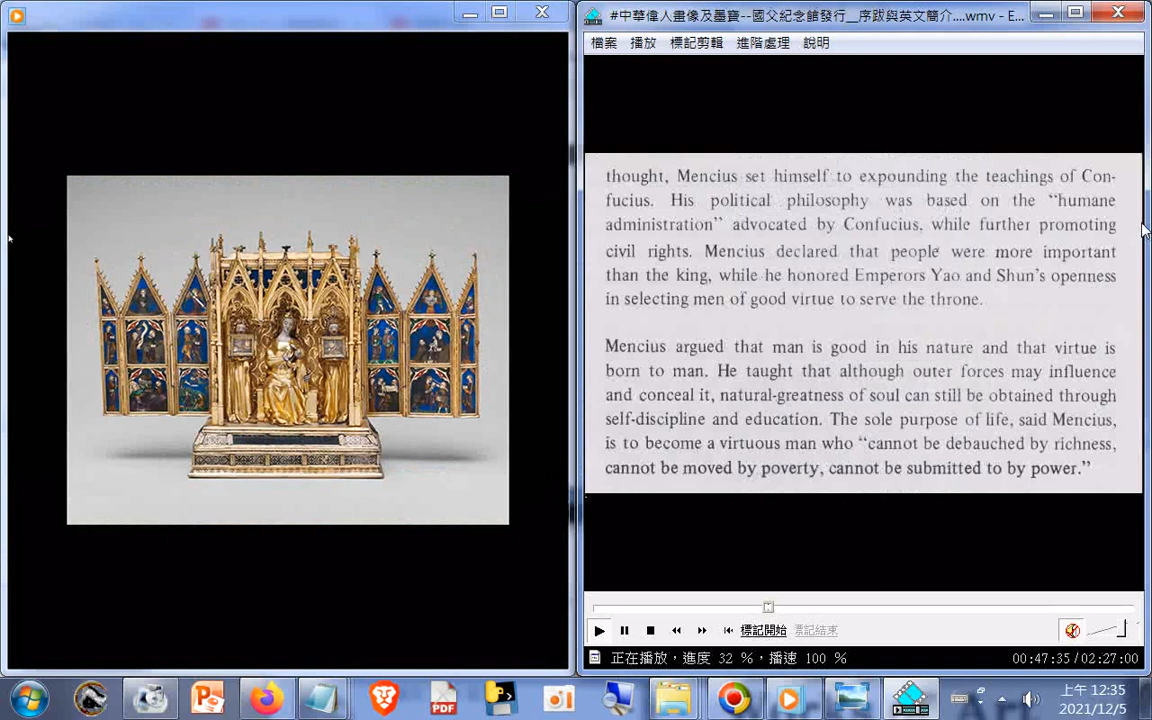 #中華偉人畫像及墨寶--國父紀念館發行__序跋與英文簡介....wmv - E...
檔案 播放 標記剪輯 進階處理 說明
thought, Mencius set himself to expounding the teachings of Con-
fucius. His political philosophy was based on the “humane
administration” advocated by Confucius, while further promoting
civil rights. Mencius declared that people were more important
than the king, while he honored Emperors Yao and Shun's openness
in selecting men of good virtue to serve the throne.
Mencius argued that man is good in his nature and that virtue is
born to man. He taught that although outer forces may influence
and conceal it, natural-greatness of soul can still be obtained through
self-discipline and education. The sole purpose of life, said Mencius,
is to become a virtuous man who “cannot be debauched by richness,
cannot be moved by poverty, cannot be submitted to by power.”
標記開始 標記結束
正在播放，進度 32 %，播速 100 %
00:47:35 / 02:27:00
PDF
上午 12:35
2021/12/5